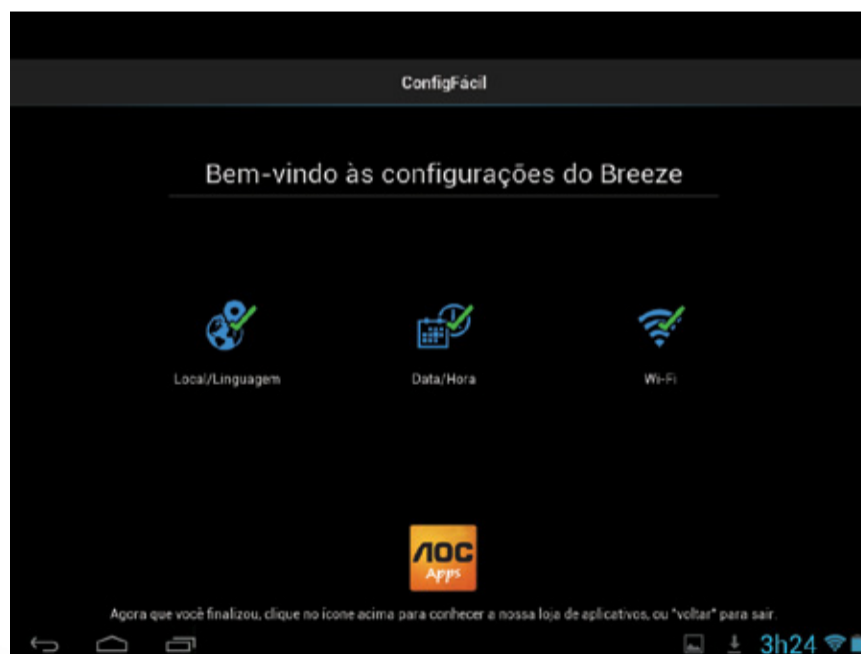 ConfigFácil
Bem-vindo às configurações do Breeze
Local/Linguagem
Data/Hora
Wi-Fi
AOC
Apps
Agora que você finalizou, clique no ícone acima para conhecer a nossa loja de aplicativos, ou "voltar" para sair.
3h24